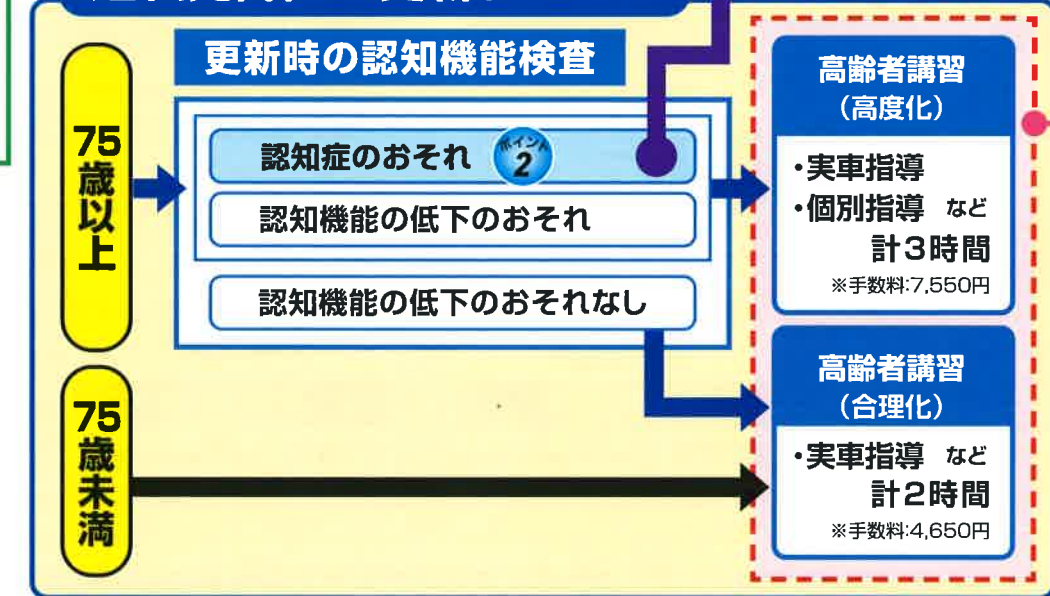 更新時の認知機能検査
75歳以上
認知症のおそれ ポイント2
認知機能の低下のおそれ
認知機能の低下のおそれなし
75歳未満
高齢者講習
（高度化）
・実車指導
・個別指導 など
計3時間
※手数料:7,550円
高齢者講習
（合理化）
・実車指導 など
計2時間
※手数料:4,650円